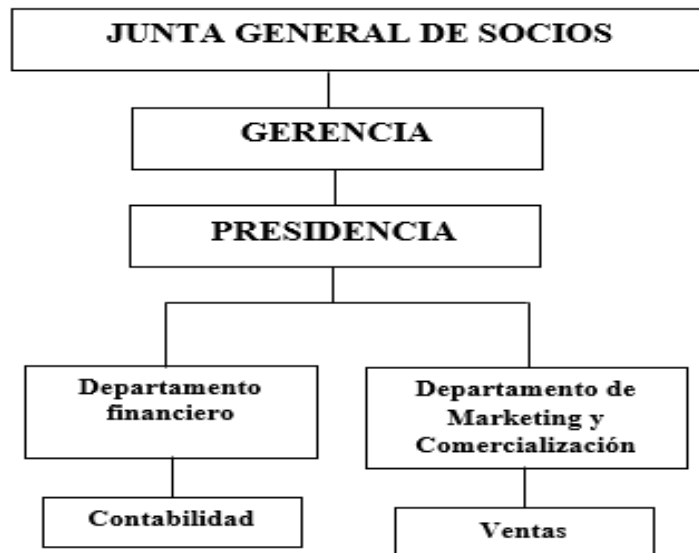 JUNTA GENERAL DE SOCIOS
GERENCIA
PRESIDENCIA
Departamento
financiero
Departamento de
Marketing y
Comercialización
Contabilidad
Ventas